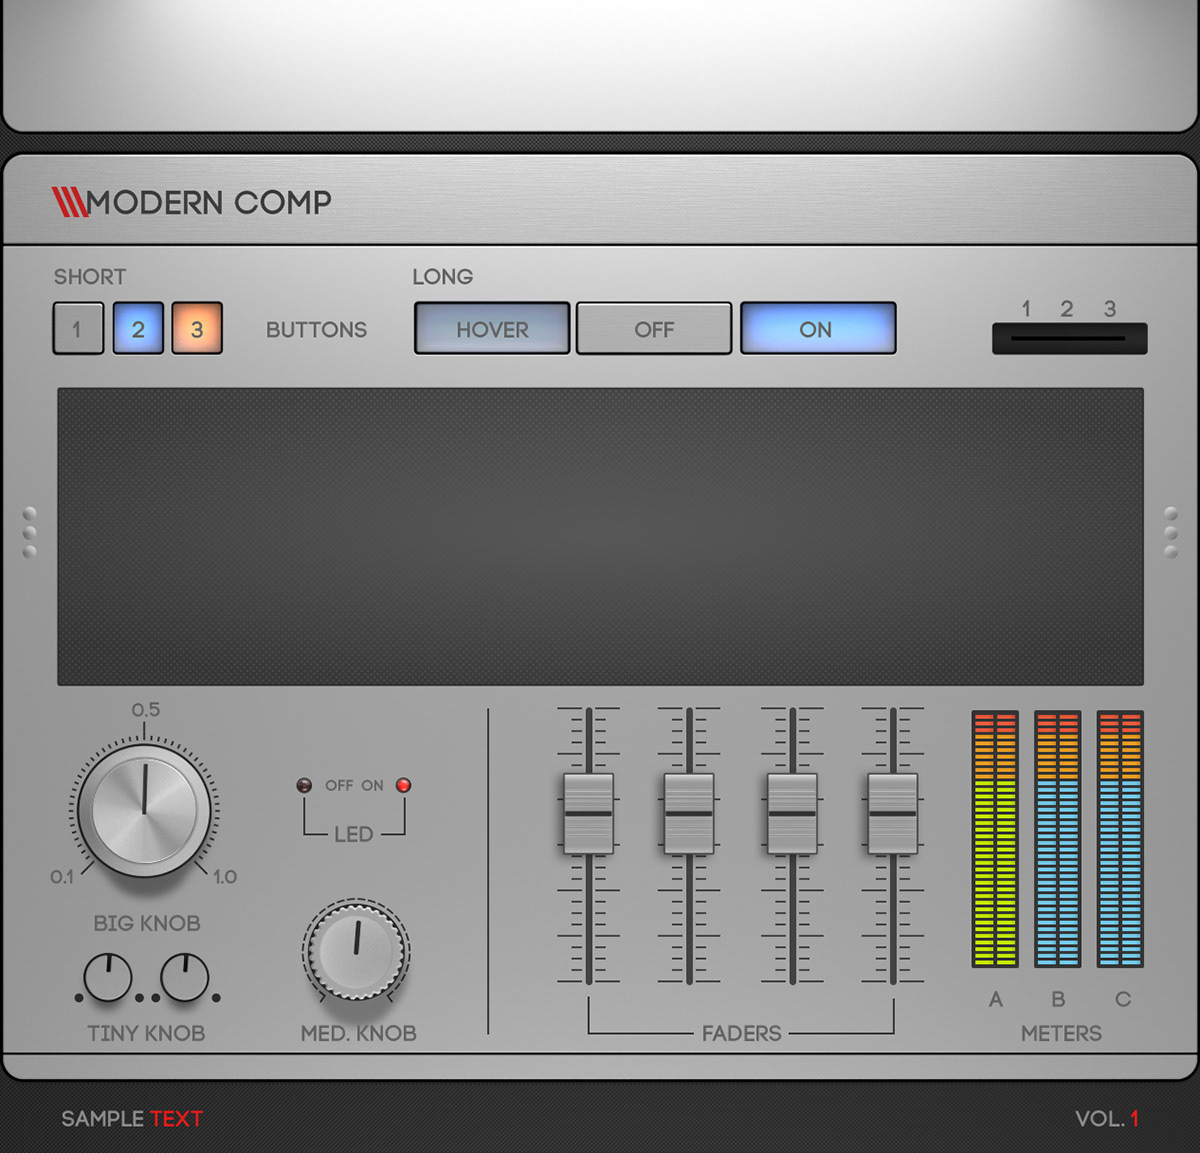 MODERN COMP
SHORT
LONG
1 2 3
1 2 3
BUTTONS
HOVER
OFF
ON
0.5
0.1
1.0
BIG KNOB
OFF ON
LED
TINY KNOB
MED. KNOB
FADERS
A B C
METERS
SAMPLE TEXT
VOL. 1